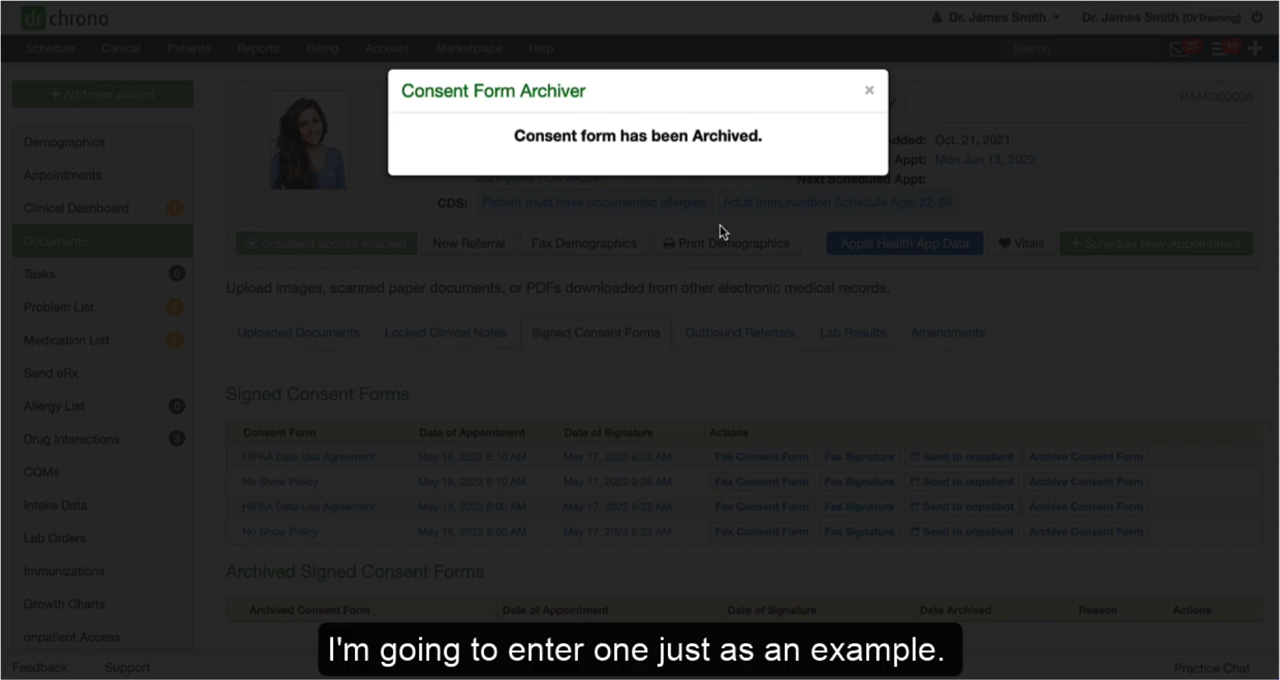 dr chrono
Dr. James Smith Dr. James Smith (DrTraining)
Schedule Clinical Patients Reports Billing Account Marketplace Help Search 23 10
Consent Form Archiver ×
Consent form has been Archived.
+ Add new patient
HAMI000006
Demographics
Appointments
Clinical Dashboard
Documents
Tasks 0
Problem List
Medication List
Send eRx
Allergy List 0
Drug Interactions 3
CQMs
Intake Data
Lab Orders
Immunizations
Growth Charts
onpatient Access
Oct. 21, 2021
Appt: Mon Jun 13, 2022
Next Scheduled Appt:
CDS: Patient must have documented allergies Adult Immunization Schedule Age: 22-26
onpatient access enabled New Referral Fax Demographics Print Demographics Apple Health App Data Vitals + Schedule New Appointment
Upload images, scanned paper documents, or PDFs downloaded from other electronic medical records.
Uploaded Documents Locked Clinical Notes Signed Consent Forms Outbound Referrals Lab Results Amendments
Signed Consent Forms
Consent Form Date of Appointment Date of Signature Actions
HIPAA Data Use Agreement May 18, 2022 8:10 AM May 17, 2022 9:26 AM Fax Consent Form Fax Signature Send to onpatient Archive Consent Form
No Show Policy May 18, 2022 8:10 AM May 17, 2022 9:26 AM Fax Consent Form Fax Signature Send to onpatient Archive Consent Form
HIPAA Data Use Agreement May 18, 2022 8:00 AM May 17, 2022 8:22 AM Fax Consent Form Fax Signature Send to onpatient Archive Consent Form
No Show Policy May 18, 2022 8:00 AM May 17, 2022 8:22 AM Fax Consent Form Fax Signature Send to onpatient Archive Consent Form
Archived Signed Consent Forms
Archived Consent Form Date of Appointment Date of Signature Date Archived Reason Actions
I'm going to enter one just as an example.
Feedback Support Practice Chat